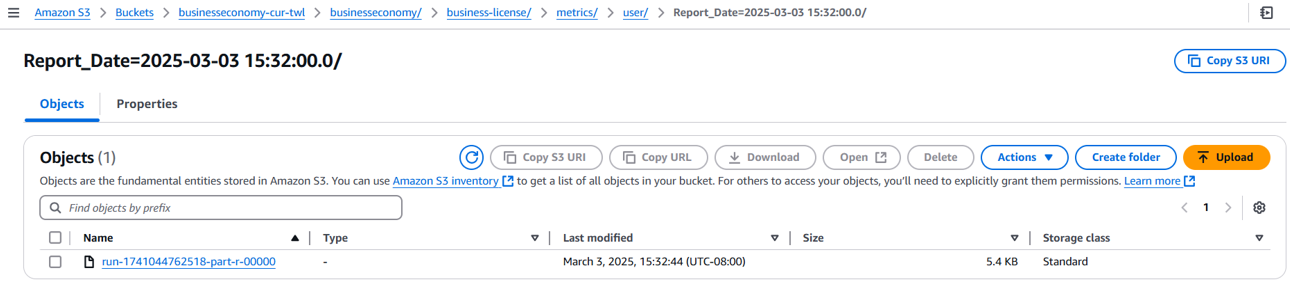 Amazon S3 > Buckets > businesseconomy-cur-twl > businesseconomy/ > business-license/ > metrics/ > user/ > Report_Date=2025-03-03 15:32:00.0/
Report_Date=2025-03-03 15:32:00.0/
Copy S3 URI
Objects
Properties
Objects (1)
Copy S3 URI
Copy URL
Download
Open
Delete
Actions
Create folder
Upload
Objects are the fundamental entities stored in Amazon S3. You can use Amazon S3 inventory to get a list of all objects in your bucket. For others to access your objects, you'll need to explicitly grant them permissions. Learn more
Find objects by prefix
1
Name | Type | Last modified | Size | Storage class
run-1741044762518-part-r-00000 - March 3, 2025, 15:32:44 (UTC-08:00) 5.4 KB Standard